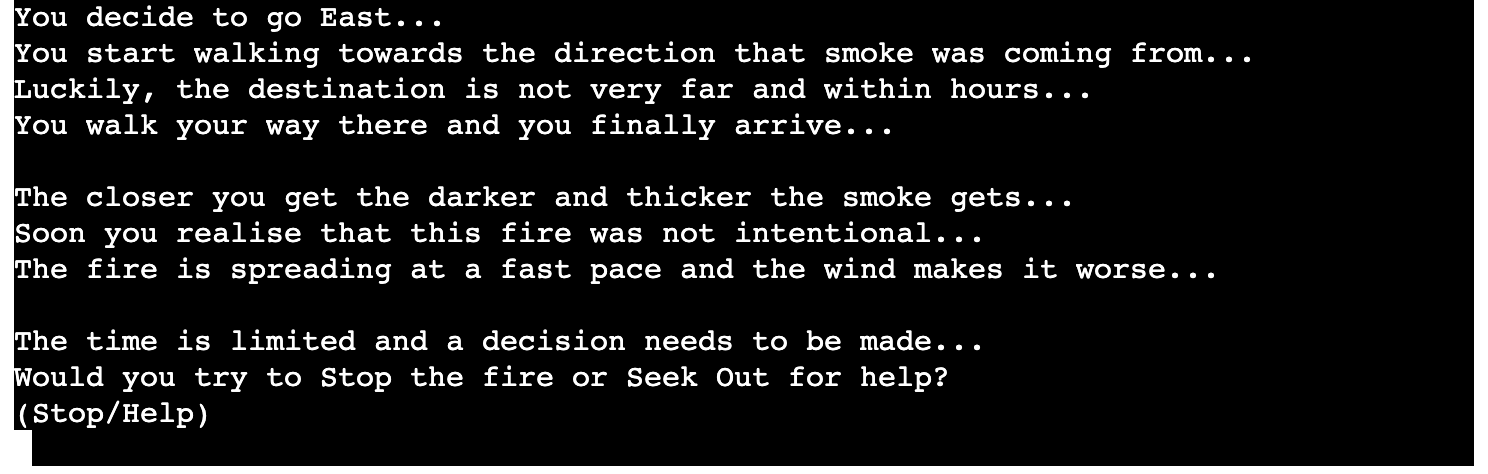 You decide to go East...
You start walking towards the direction that smoke was coming from...
Luckily, the destination is not very far and within hours...
You walk your way there and you finally arrive...
The closer you get the darker and thicker the smoke gets...
Soon you realise that this fire was not intentional...
The fire is spreading at a fast pace and the wind makes it worse...
The time is limited and a decision needs to be made...
Would you try to Stop the fire or Seek Out for help?
(Stop/Help)